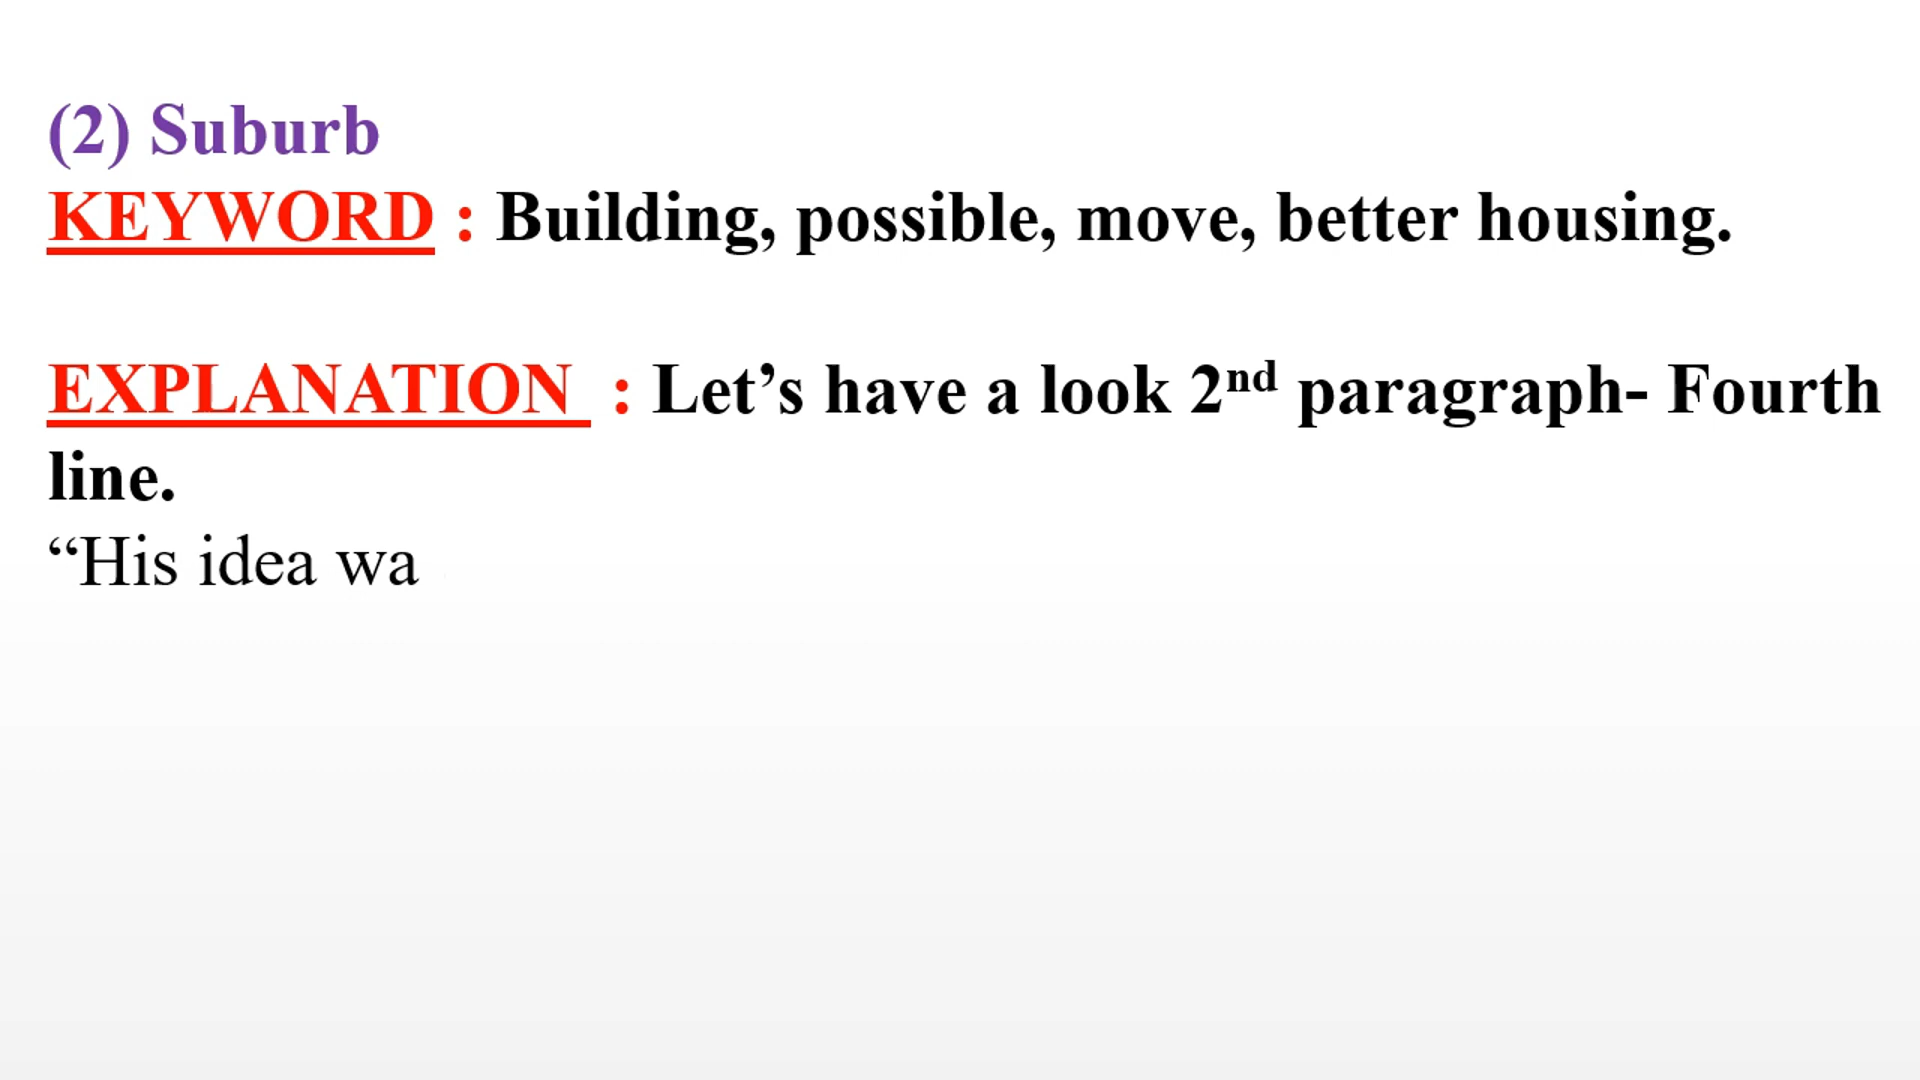 (2) Suburb
KEYWORD : Building, possible, move, better housing.
EXPLANATION : Let’s have a look 2nd paragraph- Fourth
line.
“His idea wa